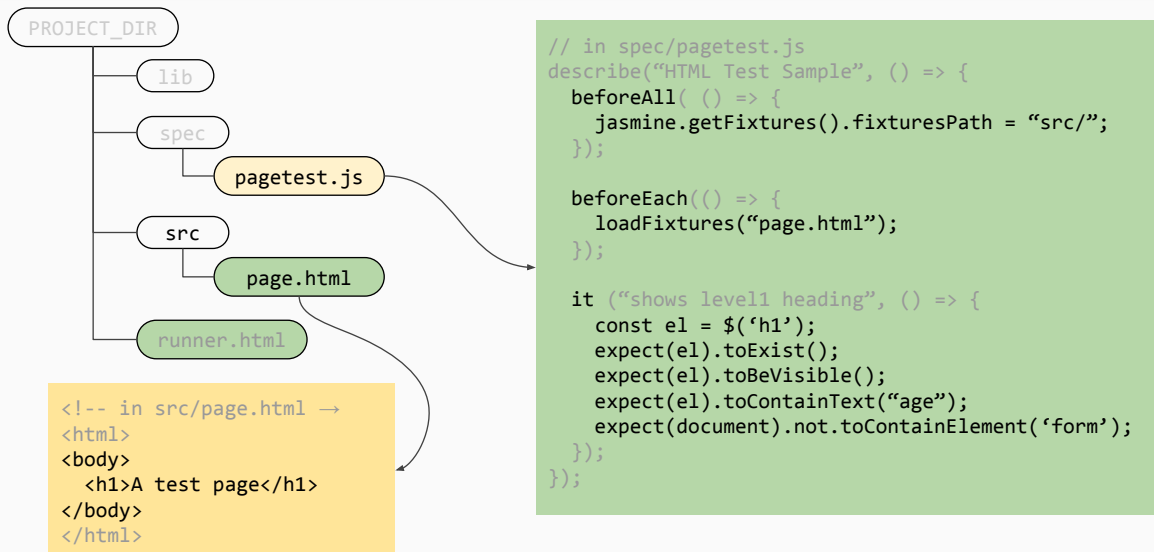 PROJECT_DIR
lib
spec
pagetest.js
src
page.html
runner.html
<!-- in src/page.html →
<html>
<body>
  <h1>A test page</h1>
</body>
</html>
// in spec/pagetest.js
describe(“HTML Test Sample”, () => {
  beforeAll( () => {
    jasmine.getFixtures().fixturesPath = “src/”;
  });

  beforeEach(() => {
    loadFixtures(“page.html”);
  });

  it (“shows level1 heading”, () => {
    const el = $(‘h1’);
    expect(el).toExist();
    expect(el).toBeVisible();
    expect(el).toContainText(“age”);
    expect(document).not.toContainElement(‘form’);
  });
});